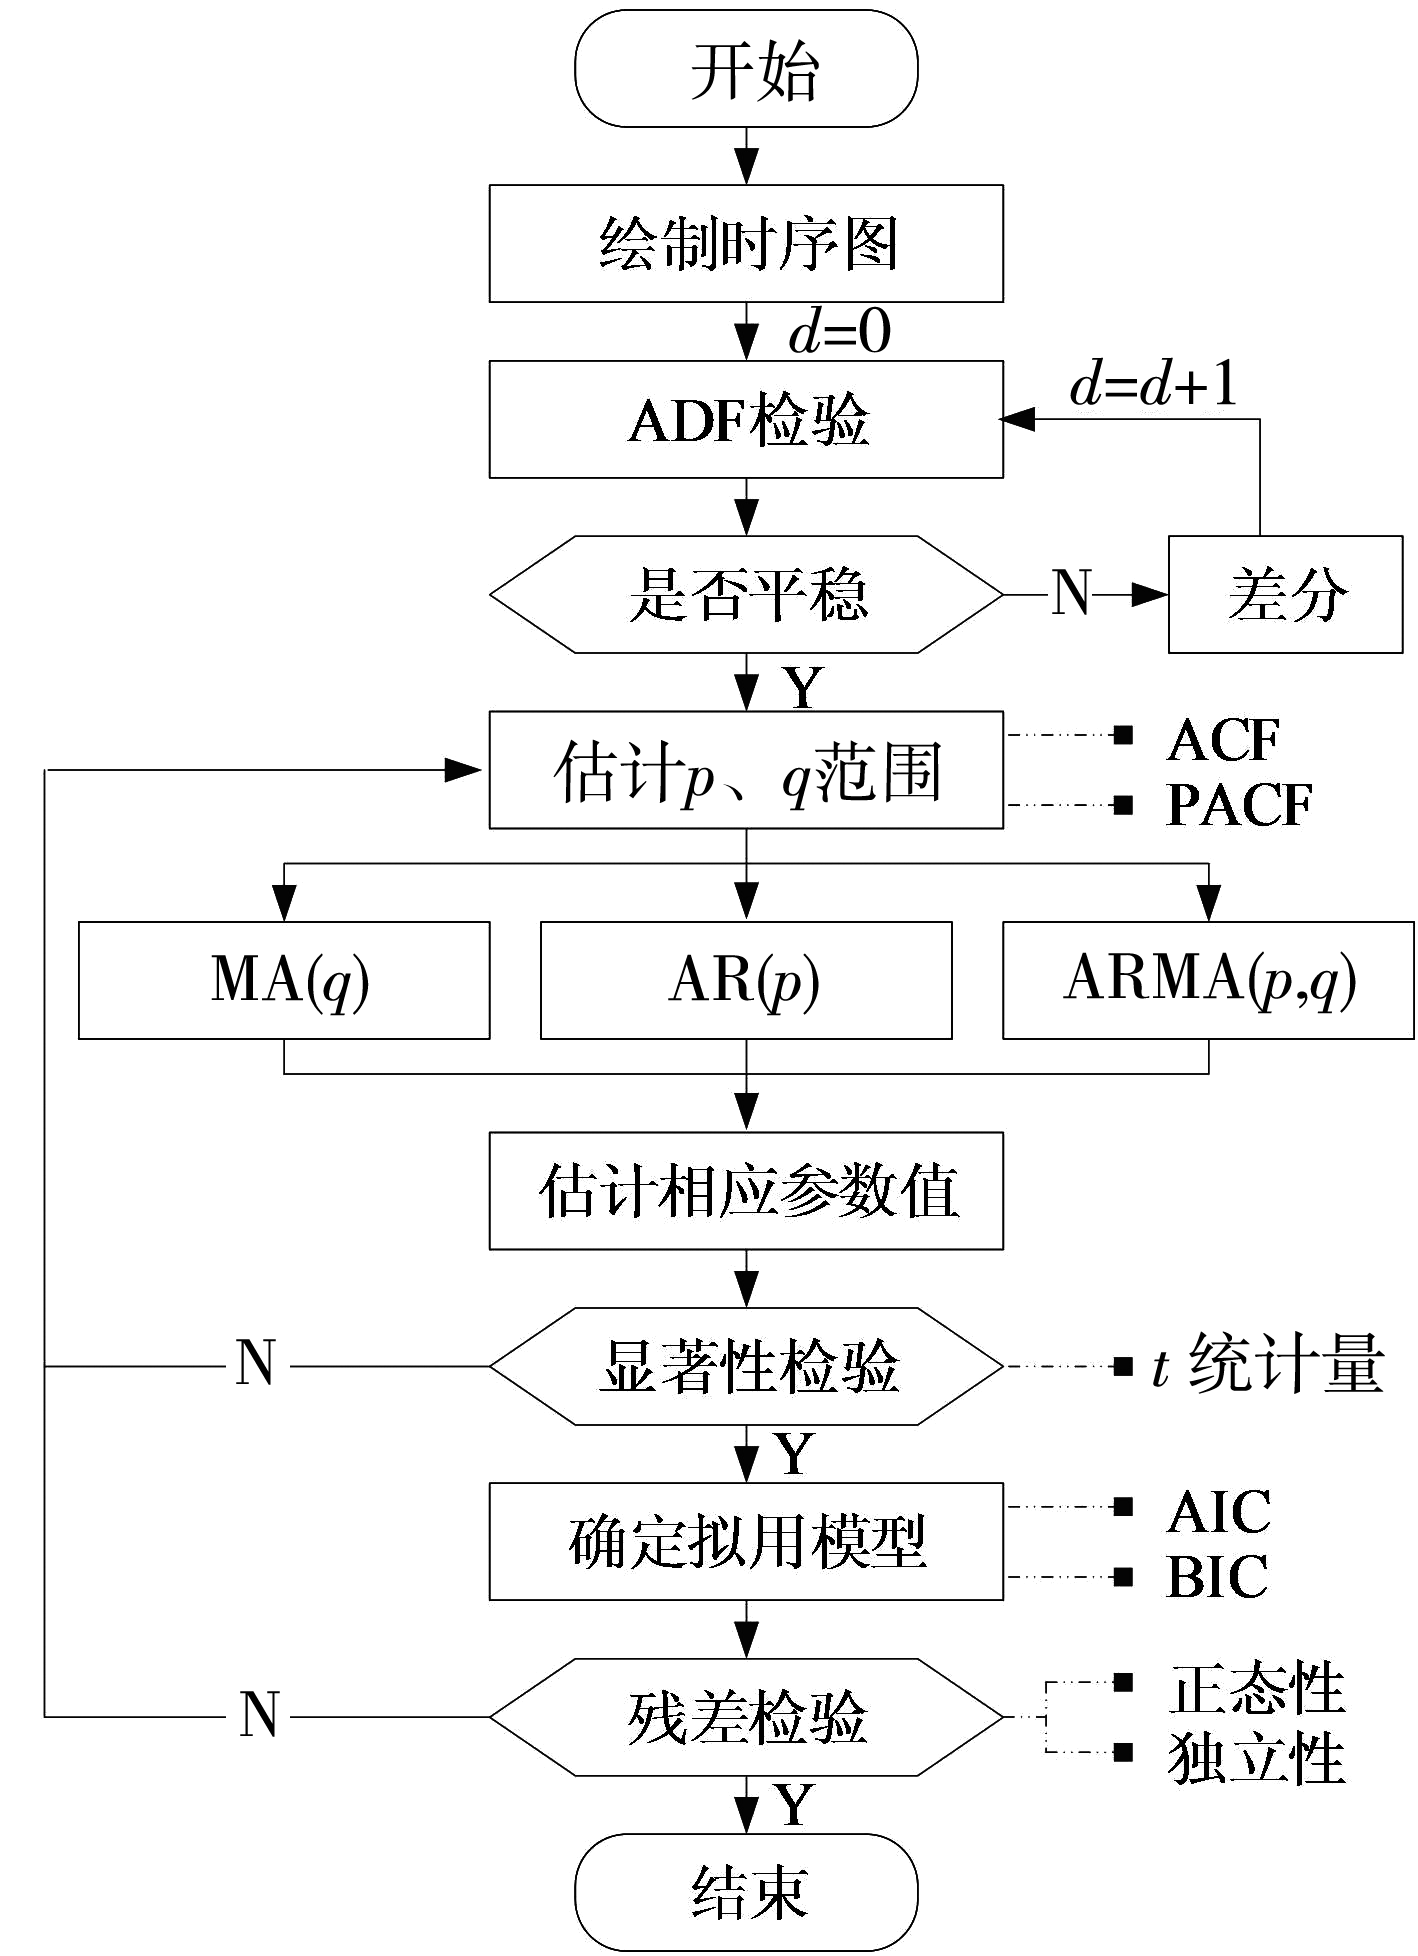 开始
绘制时序图
d=0
d=d+1
ADF检验
是否平稳
N
差分
Y
估计p、q范围
ACF
PACF
MA(q)
AR(p)
ARMA(p,q)
估计相应参数值
N
显著性检验
t 统计量
Y
确定拟用模型
AIC
BIC
N
残差检验
正态性
独立性
Y
结束